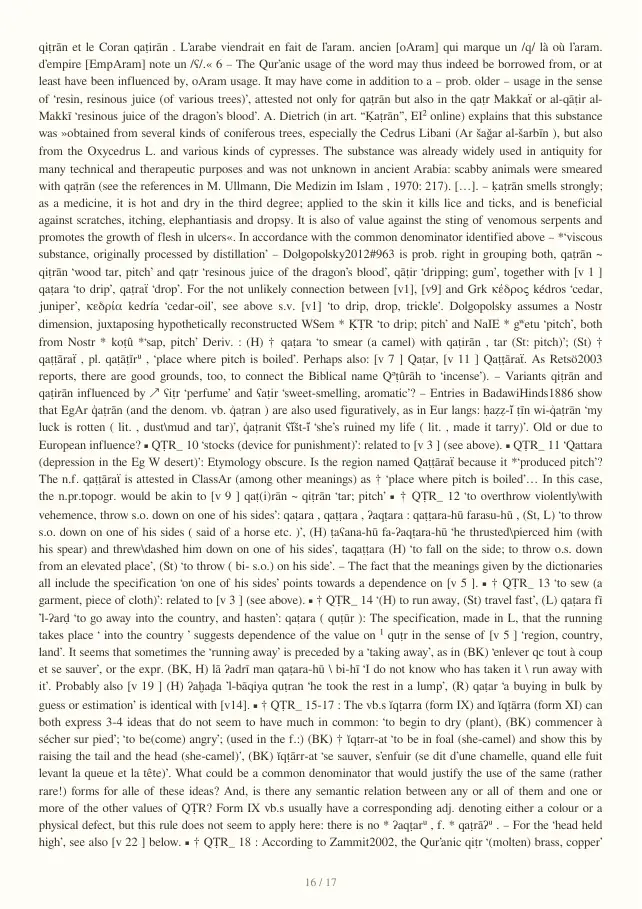 qiṭrān et le Coran qaṭirān . L’arabe viendrait en fait de l’aram. ancien [oAram] qui marque un /q/ là où l’aram.
d’empire [EmpAram] note un /ʕ/.« 6 – The Qur’anic usage of the word may thus indeed be borrowed from, or at
least have been influenced by, oAram usage. It may have come in addition to a – prob. older – usage in the sense
of ‘resin, resinous juice (of various trees)’, attested not only for qaṭrān but also in the qaṭr Makkaï or al-qāṭir al-
Makkī ‘resinous juice of the dragon’s blood’. A. Dietrich (in art. “Ḳaṭrān”, EI² online) explains that this substance
was »obtained from several kinds of coniferous trees, especially the Cedrus Libani (Ar šaǧar al-šarbīn ), but also
from the Oxycedrus L. and various kinds of cypresses. The substance was already widely used in antiquity for
many technical and therapeutic purposes and was not unknown in ancient Arabia: scabby animals were smeared
with qaṭrān (see the references in M. Ullmann, Die Medizin im Islam , 1970: 217). […]. – ḳaṭrān smells strongly;
as a medicine, it is hot and dry in the third degree; applied to the skin it kills lice and ticks, and is beneficial
against scratches, itching, elephantiasis and dropsy. It is also of value against the sting of venomous serpents and
promotes the growth of flesh in ulcers«. In accordance with the common denominator identified above – *‘viscous
substance, originally processed by distillation’ – Dolgopolsky2012#963 is prob. right in grouping both, qaṭrān ~
qiṭrān ‘wood tar, pitch’ and qaṭr ‘resinous juice of the dragon’s blood’, qāṭir ‘dripping; gum’, together with [v 1 ]
qaṭara ‘to drip’, qaṭraï ‘drop’. For the not unlikely connection between [v1], [v9] and Grk κέδρος kédros ‘cedar,
juniper’, κεδρία kedría ‘cedar-oil’, see above s.v. [v1] ‘to drip, drop, trickle’. Dolgopolsky assumes a Nostr
dimension, juxtaposing hypothetically reconstructed WSem * ḲṬR ‘to drip; pitch’ and NaIE * gʷetu ‘pitch’, both
from Nostr * ḳoṭû ‘*sap, pitch’ Deriv. : (H) † qaṭara ‘to smear (a camel) with qaṭirān , tar (St: pitch)’; (St) †
qaṭṭāraï , pl. qaṭāṭīrᵘ , ‘place where pitch is boiled’. Perhaps also: [v 7 ] Qaṭar, [v 11 ] Qaṭṭāraï. As Retsö2003
reports, there are good grounds, too, to connect the Biblical name Qᵊṭûrāh to ‘incense’). – Variants qiṭrān and
qaṭirān influenced by ↗ ʕiṭr ‘perfume’ and ʕaṭir ‘sweet-smelling, aromatic’? – Entries in BadawiHinds1886 show
that EgAr q̇aṭrān (and the denom. vb. q̇aṭran ) are also used figuratively, as in Eur langs: ḥaẓẓ-ĭ ṭīn wi-q̇aṭrān ‘my
luck is rotten ( lit. , dust\mud and tar)’, q̇aṭranit ʕīšt-ĭ ‘she’s ruined my life ( lit. , made it tarry)’. Old or due to
European influence? ▪ QṬR_ 10 ‘stocks (device for punishment)’: related to [v 3 ] (see above). ▪ QṬR_ 11 ‘Qattara
(depression in the Eg W desert)’: Etymology obscure. Is the region named Qaṭṭāraï because it *‘produced pitch’?
The n.f. qaṭṭāraï is attested in ClassAr (among other meanings) as † ‘place where pitch is boiled’… In this case,
the n.pr.topogr. would be akin to [v 9 ] qaṭ(i)rān ~ qiṭrān ‘tar; pitch’ ▪ † QṬR_ 12 ‘to overthrow violently\with
vehemence, throw s.o. down on one of his sides’: qaṭara , qaṭṭara , ʔaqṭara : qaṭṭara-hū farasu-hū , (St, L) ‘to throw
s.o. down on one of his sides ( said of a horse etc. )’, (H) ṭaʕana-hū fa-ʔaqṭara-hū ‘he thrusted\pierced him (with
his spear) and threw\dashed him down on one of his sides’, taqaṭṭara (H) ‘to fall on the side; to throw o.s. down
from an elevated place’, (St) ‘to throw ( bi- s.o.) on his side’. – The fact that the meanings given by the dictionaries
all include the specification ‘on one of his sides’ points towards a dependence on [v 5 ]. ▪ † QṬR_ 13 ‘to sew (a
garment, piece of cloth)’: related to [v 3 ] (see above). ▪ † QṬR_ 14 ‘(H) to run away, (St) travel fast’, (L) qaṭara fī
’l-ʔarḍ ‘to go away into the country, and hasten’: qaṭara ( quṭūr ): The specification, made in L, that the running
takes place ‘ into the country ’ suggests dependence of the value on ¹ quṭr in the sense of [v 5 ] ‘region, country,
land’. It seems that sometimes the ‘running away’ is preceded by a ‘taking away’, as in (BK) ‘enlever qc tout à coup
et se sauver’, or the expr. (BK, H) lā ʔadrī man qaṭara-hū \ bi-hī ‘I do not know who has taken it \ run away with
it’. Probably also [v 19 ] (H) ʔaḫaḏa ’l-bāqiya quṭran ‘he took the rest in a lump’, (R) qaṭar ‘a buying in bulk by
guess or estimation’ is identical with [v14]. ▪ † QṬR_ 15-17 : The vb.s ĭqṭarra (form IX) and ĭqṭārra (form XI) can
both express 3-4 ideas that do not seem to have much in common: ‘to begin to dry (plant), (BK) commencer à
sécher sur pied’; ‘to be(come) angry’; (used in the f.:) (BK) † ĭqṭarr-at ‘to be in foal (she-camel) and show this by
raising the tail and the head (she-camel)’, (BK) ĭqṭārr-at ‘se sauver, s’enfuir (se dit d’une chamelle, quand elle fuit
levant la queue et la tête)’. What could be a common denominator that would justify the use of the same (rather
rare!) forms for alle of these ideas? And, is there any semantic relation between any or all of them and one or
more of the other values of QṬR? Form IX vb.s usually have a corresponding adj. denoting either a colour or a
physical defect, but this rule does not seem to apply here: there is no * ʔaqṭarᵘ , f. * qaṭrāʔᵘ . – For the ‘head held
high’, see also [v 22 ] below. ▪ † QṬR_ 18 : According to Zammit2002, the Qur’anic qiṭr ‘(molten) brass, copper’
16 / 17